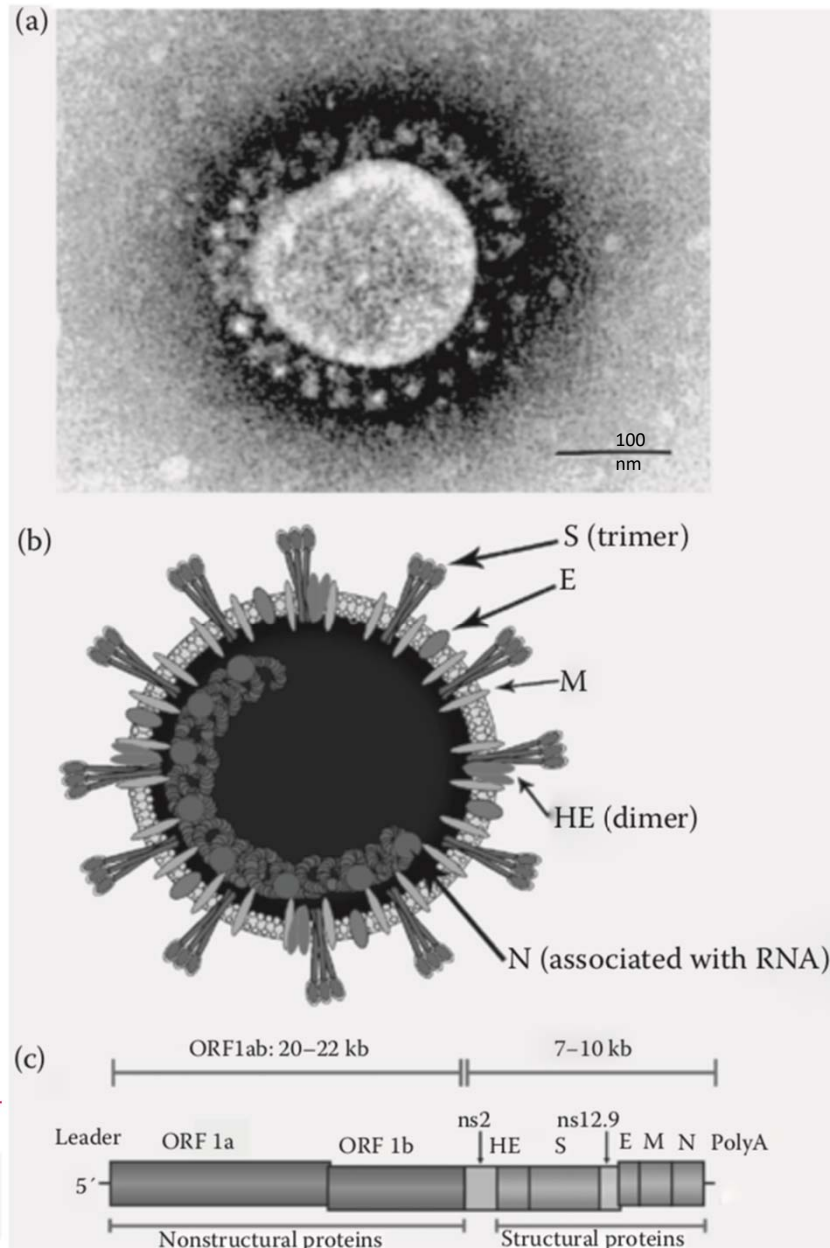 (a)
100
nm
(b)
S (trimer)
E
M
HE (dimer)
N (associated with RNA)
(c)
ORF1ab: 20–22 kb
7–10 kb
ns2
ns12.9
Leader
ORF 1a
ORF 1b
HE
S
E
M
N
PolyA
5´
Nonstructural proteins
Structural proteins